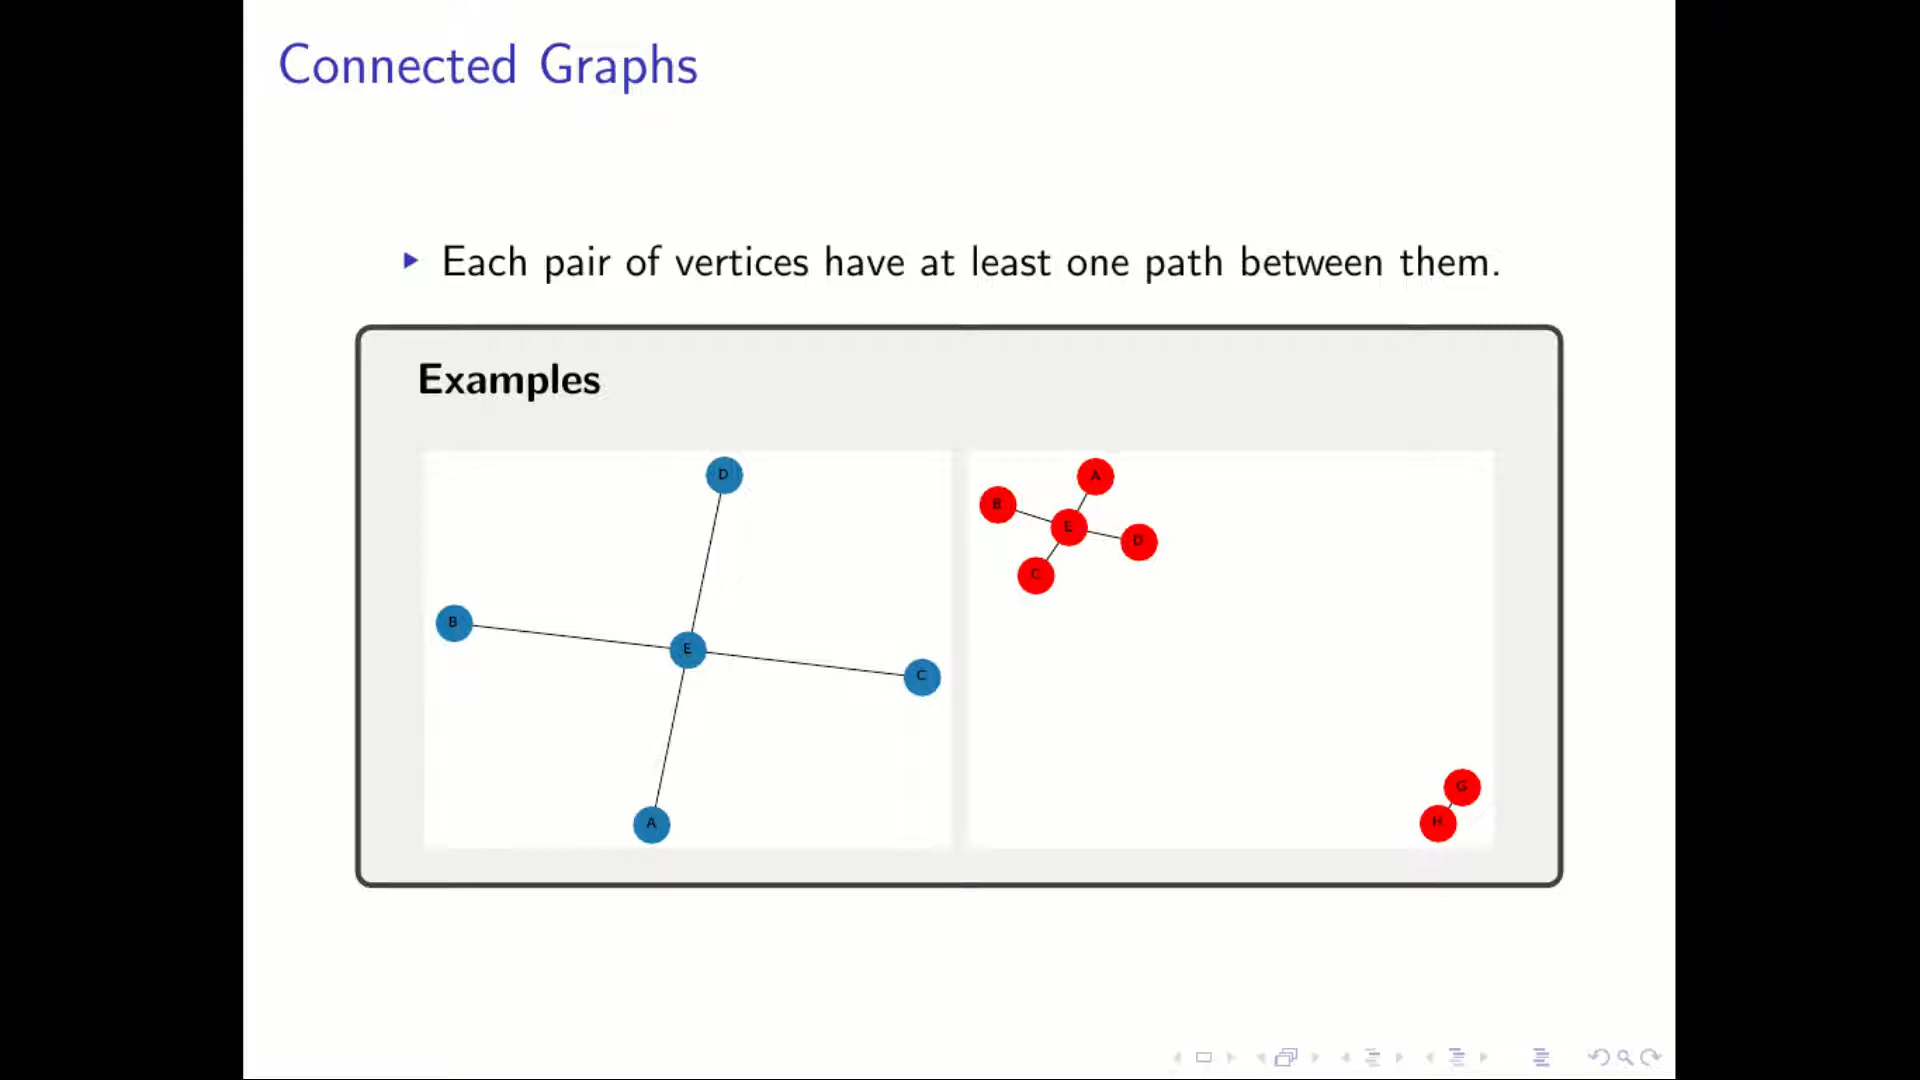 Connected Graphs
Each pair of vertices have at least one path between them.
Examples
D
B
E
C
A
A
B
E
D
C
G
H